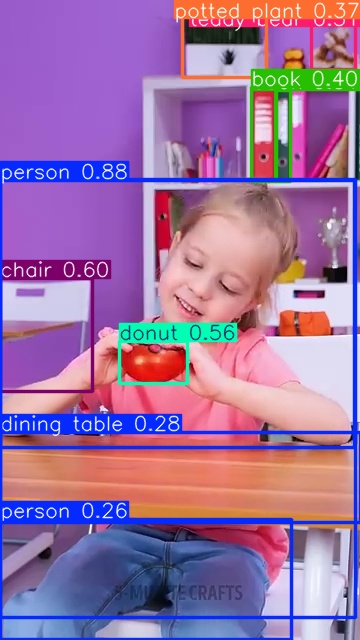 potted plant 0.37
teddy bear 0.37
book 0.40
person 0.88
chair 0.60
donut 0.56
dining table 0.28
person 0.26
5-MINUTE CRAFTS